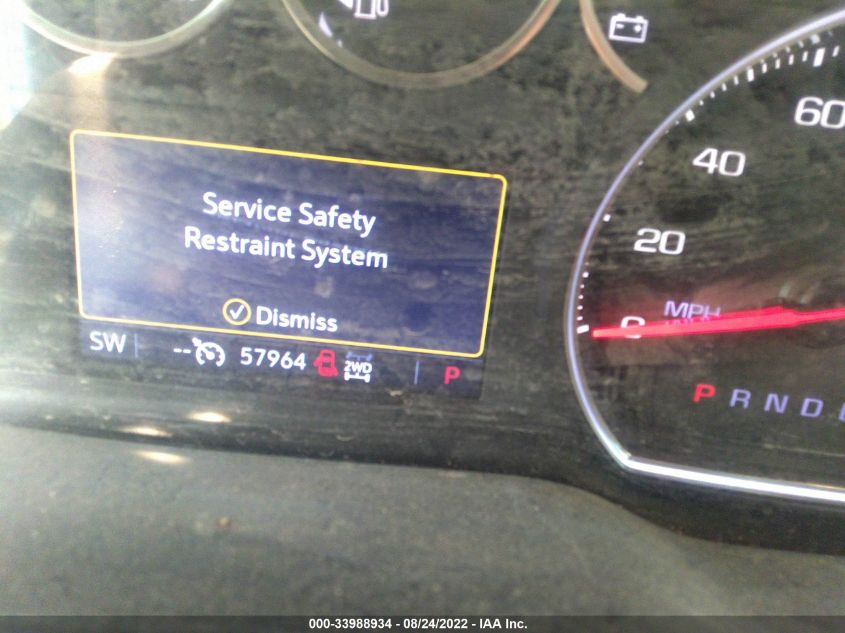 60
40
20
0
MPH
P R N D
Service Safety
Restraint System
Dismiss
SW -- 57964 2WD P
000-33988934 - 08/24/2022 - IAA Inc.